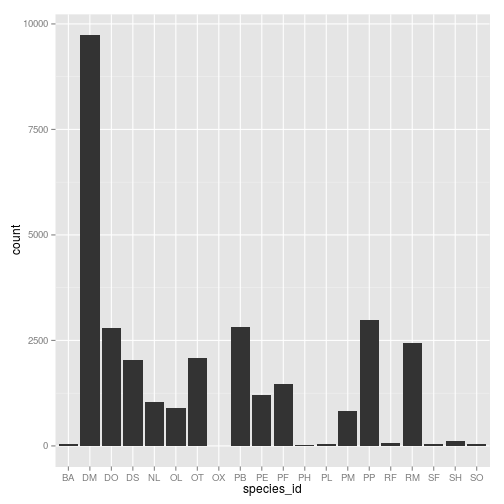 10000
7500
5000
2500
0
count
BA DM DO DS NL OL OT OX PB PE PF PH PL PM PP RF RM SF SH SO
species_id